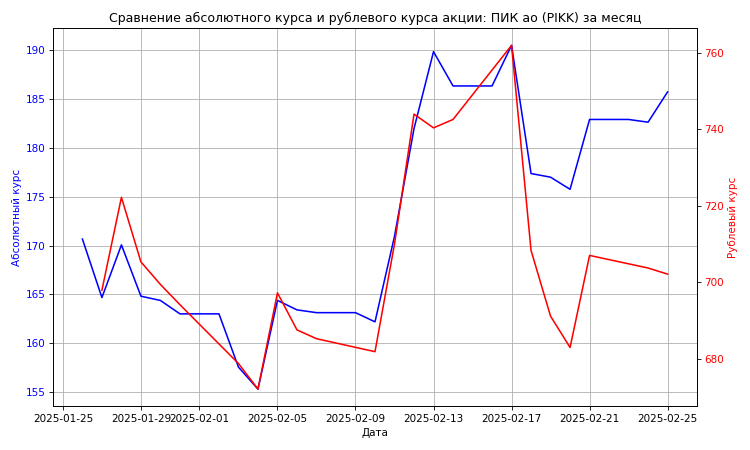 Сравнение абсолютного курса и рублевого курса акции: ПИК ао (PIKK) за месяц
Абсолютный курс
190
185
180
175
170
165
160
155
760
740
720
700
680
Рублевый курс
2025-01-25 2025-01-29 2025-02-01 2025-02-05 2025-02-09 2025-02-13 2025-02-17 2025-02-21 2025-02-25
Дата